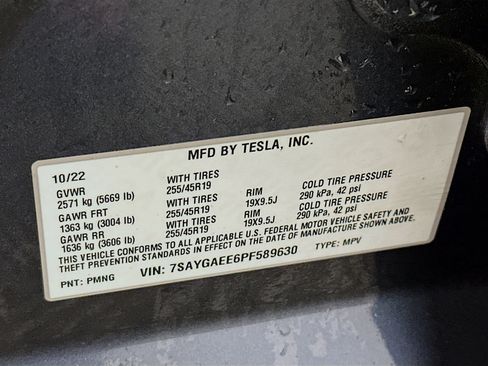 MFD BY TESLA, INC.
10/22
GVWR WITH TIRES RIM COLD TIRE PRESSURE
2571 kg (5669 lb) 255/45R19 19X9.5J 290 kPa, 42 psi
GAWR FRT WITH TIRES RIM COLD TIRE PRESSURE
1363 kg (3004 lb) 255/45R19 19X9.5J 290 kPa, 42 psi
GAWR RR WITH TIRES
1636 kg (3606 lb) 255/45R19
THIS VEHICLE CONFORMS TO ALL APPLICABLE U.S. FEDERAL MOTOR VEHICLE SAFETY AND
THEFT PREVENTION STANDARDS IN EFFECT ON THE DATE OF MANUFACTURE SHOWN ABOVE.
PNT: PMNG VIN: 7SAYGAEE6PF589630 TYPE: MPV